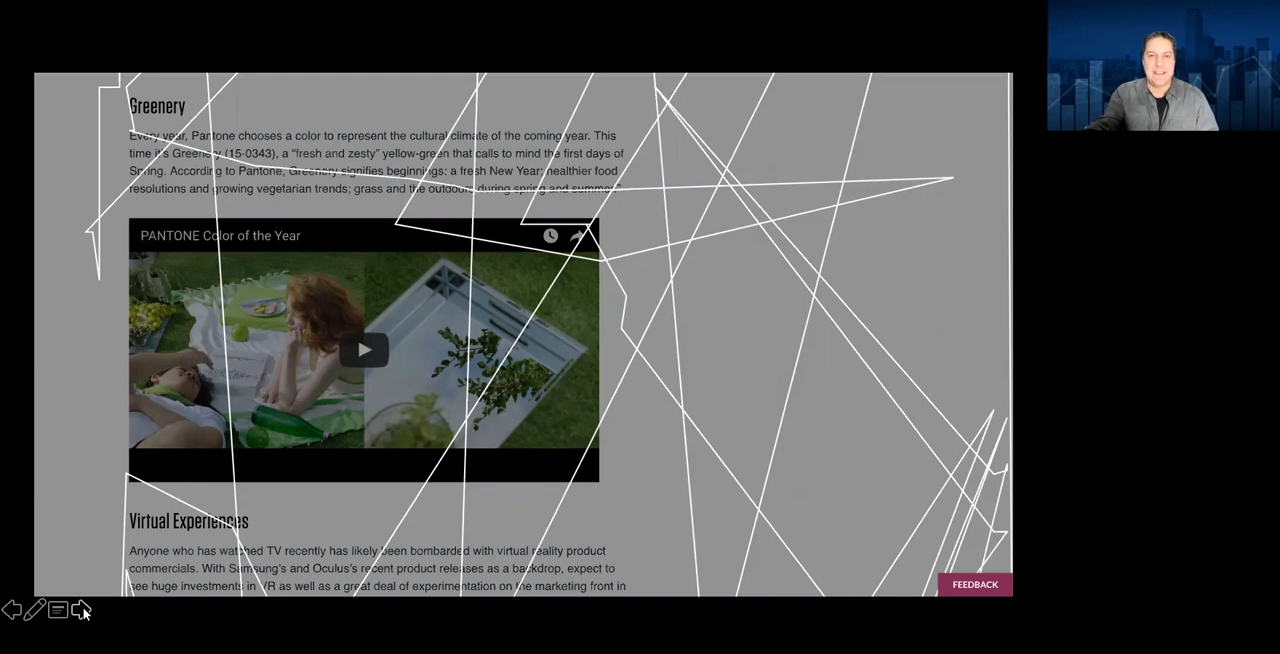 Greenery
Every year, Pantone chooses a color to represent the cultural climate of the coming year. This
time it's Greenery (15-0343), a "fresh and zesty" yellow-green that calls to mind the first days of
Spring. According to Pantone, Greenery signifies beginnings: a fresh New Year; healthier food
resolutions and growing vegetarian trends; grass and the outdoors during spring and summer."
PANTONE Color of the Year
Virtual Experiences
Anyone who has watched TV recently has likely been bombarded with virtual reality product
commercials. With Samsung's and Oculus's recent product releases as a backdrop, expect to
see huge investments in VR as well as a great deal of experimentation on the marketing front in
FEEDBACK